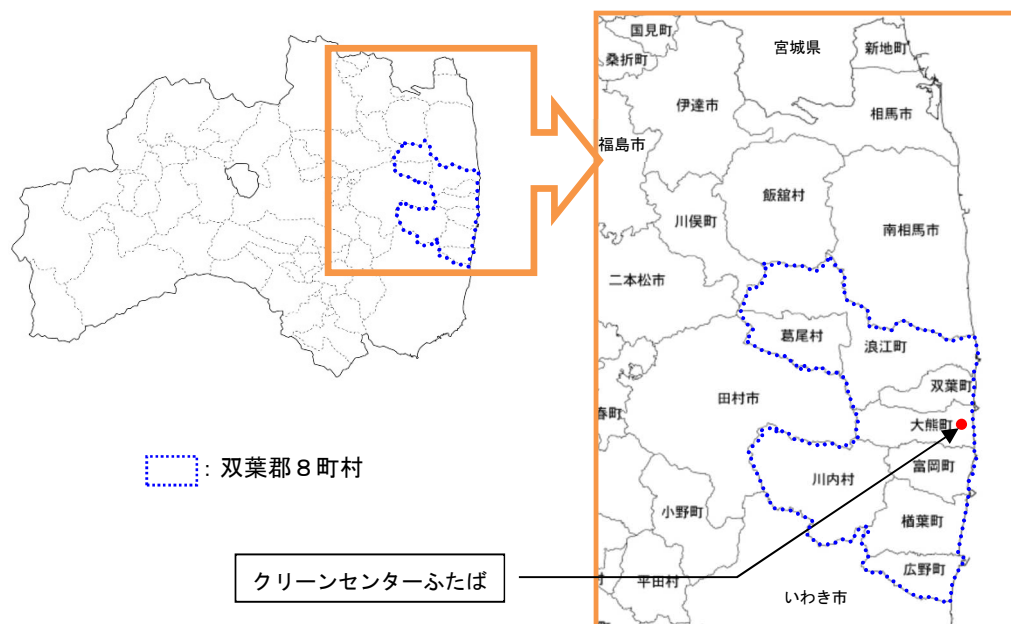 国見町
宮城県
新地町
桑折町
伊達市
相馬市
福島市
飯舘村
川俣町
南相馬市
二本松市
葛尾村
浪江町
双葉町
田村市
春町
大熊町
富岡町
：双葉郡８町村
川内村
小野町
楢葉町
広野町
クリーンセンターふたば
平田村
いわき市